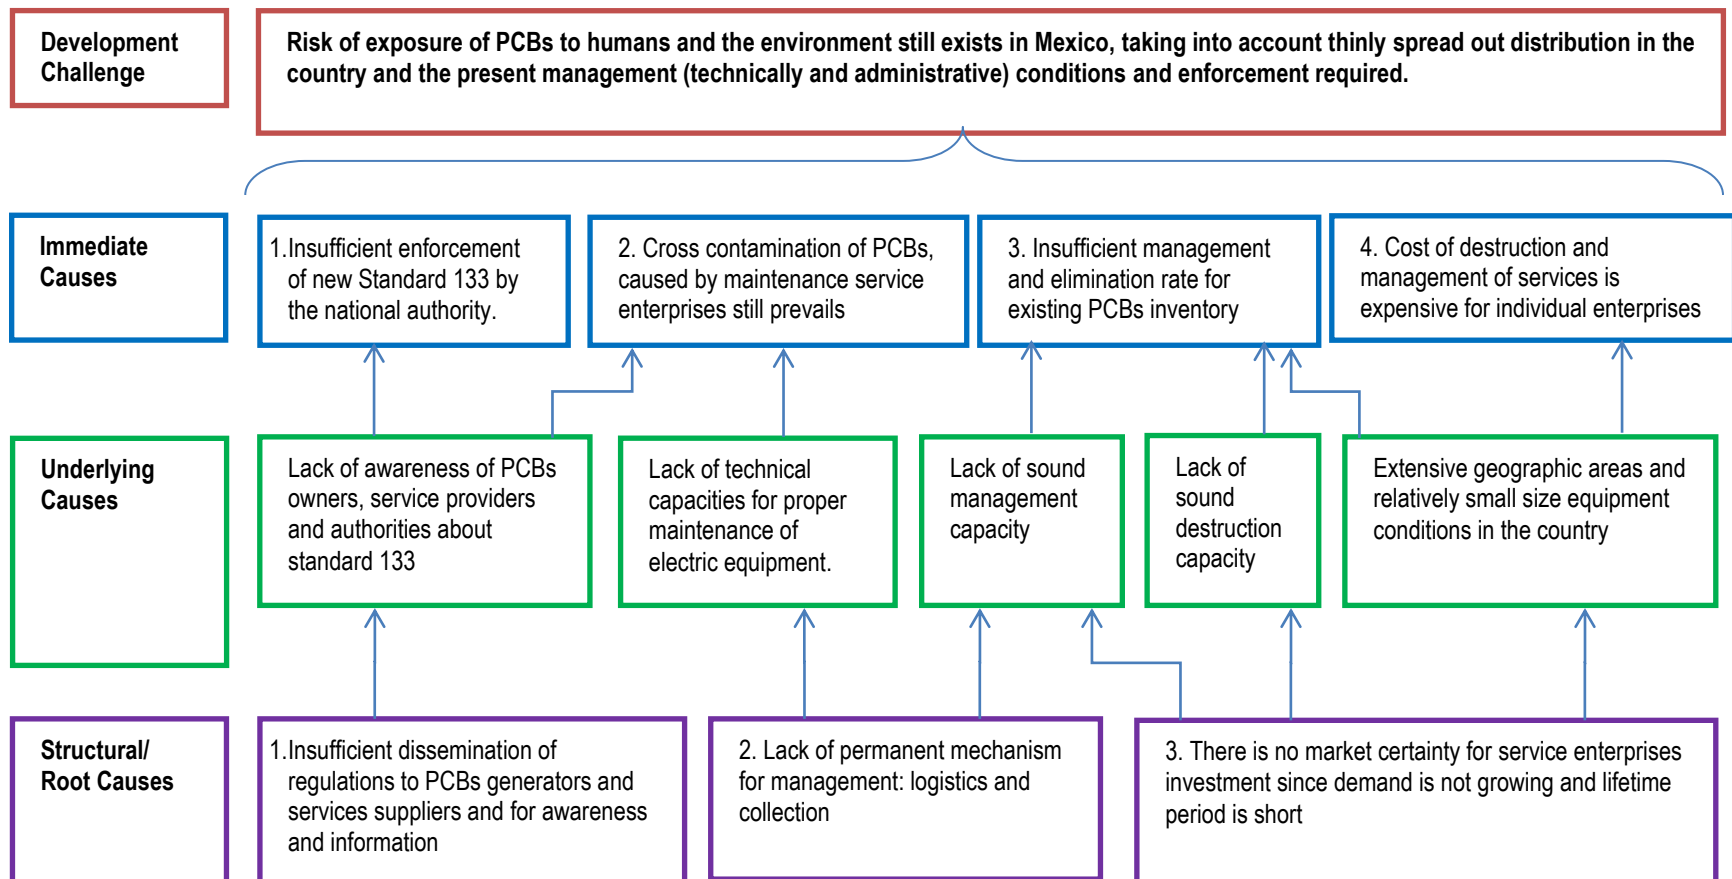 Development
Challenge
Risk of exposure of PCBs to humans and the environment still exists in Mexico, taking into account thinly spread out distribution in the
country and the present management (technically and administrative) conditions and enforcement required.
Immediate
Causes
1.Insufficient enforcement
of new Standard 133 by
the national authority.
2. Cross contamination of PCBs,
caused by maintenance service
enterprises still prevails
3. Insufficient management
and elimination rate for
existing PCBs inventory
4. Cost of destruction and
management of services is
expensive for individual enterprises
Underlying
Causes
Lack of awareness of PCBs
owners, service providers
and authorities about
standard 133
Lack of technical
capacities for proper
maintenance of
electric equipment.
Lack of sound
management
capacity
Lack of
sound
destruction
capacity
Extensive geographic areas and
relatively small size equipment
conditions in the country
Structural/
Root Causes
1.Insufficient dissemination of
regulations to PCBs generators and
services suppliers and for awareness
and information
2. Lack of permanent mechanism
for management: logistics and
collection
3. There is no market certainty for service enterprises
investment since demand is not growing and lifetime
period is short